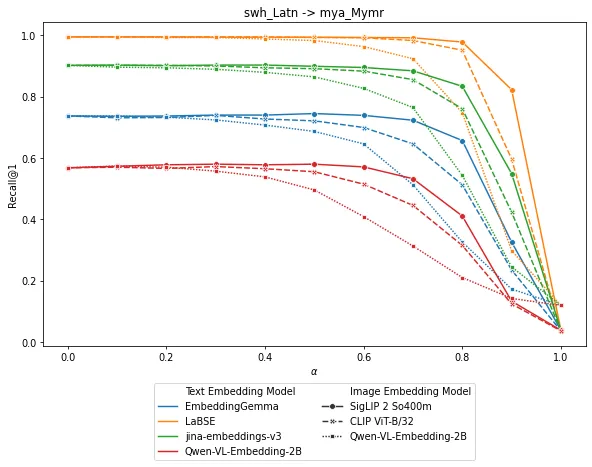 swh_Latn -> mya_Mymr
Recall@1
1.0
0.8
0.6
0.4
0.2
0.0
0.0 0.2 0.4 0.6 0.8 1.0
α
Text Embedding Model
EmbeddingGemma
LaBSE
jina-embeddings-v3
Qwen-VL-Embedding-2B
Image Embedding Model
SigLIP 2 So400m
CLIP ViT-B/32
Qwen-VL-Embedding-2B